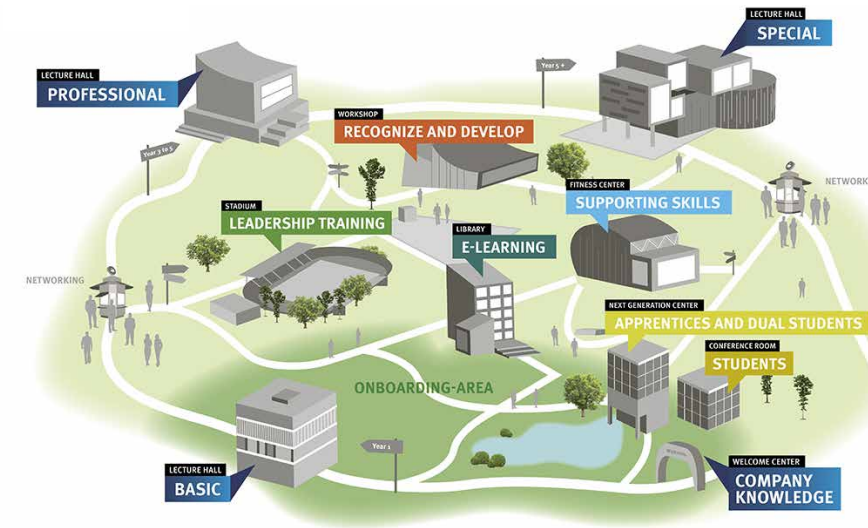 LECTURE HALL
SPECIAL
LECTURE HALL
PROFESSIONAL
Year 5 +
WORKSHOP
RECOGNIZE AND DEVELOP
Year 3 to 5
FITNESS CENTER
SUPPORTING SKILLS
NETWORK
STADIUM
LEADERSHIP TRAINING
LIBRARY
E-LEARNING
NETWORKING
NEXT GENERATION CENTER
APPRENTICES AND DUAL STUDENTS
CONFERENCE ROOM
STUDENTS
ONBOARDING-AREA
Year 1
LECTURE HALL
BASIC
WELCOME CENTER
COMPANY
KNOWLEDGE